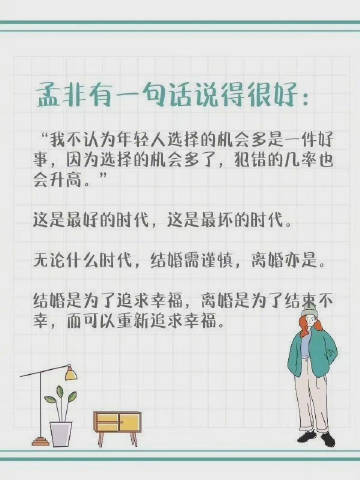 孟非有一句话说得很好：
“我不认为年轻人选择的机会多是一件好
事，因为选择的机会多了，犯错的几率也
会升高。”
这是最好的时代，这是最坏的时代。
无论什么时代，结婚需谨慎，离婚亦是。
结婚是为了追求幸福，离婚是为了结束不
幸，而可以重新追求幸福。